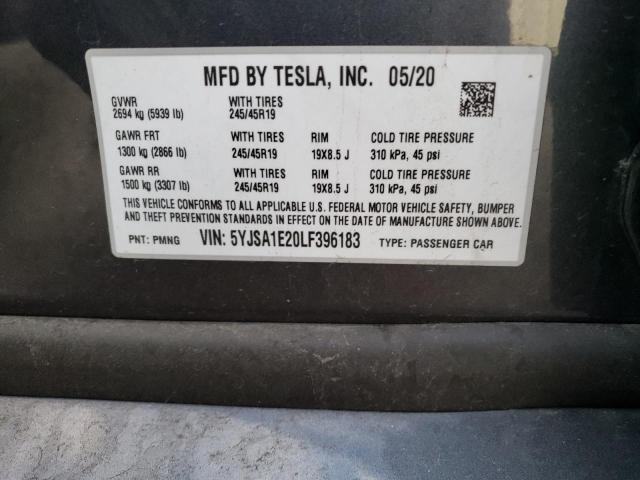 MFD BY TESLA, INC. 05/20
GVWR WITH TIRES
2694 kg (5939 lb) 245/45R19
GAWR FRT WITH TIRES RIM COLD TIRE PRESSURE
1300 kg (2866 lb) 245/45R19 19X8.5 J 310 kPa, 45 psi
GAWR RR WITH TIRES RIM COLD TIRE PRESSURE
1500 kg (3307 lb) 245/45R19 19X8.5 J 310 kPa, 45 psi
THIS VEHICLE CONFORMS TO ALL APPLICABLE U.S. FEDERAL MOTOR VEHICLE SAFETY, BUMPER
AND THEFT PREVENTION STANDARDS IN EFFECT ON THE DATE OF MANUFACTURE SHOWN ABOVE.
PNT: PMNG VIN: 5YJSA1E20LF396183 TYPE: PASSENGER CAR